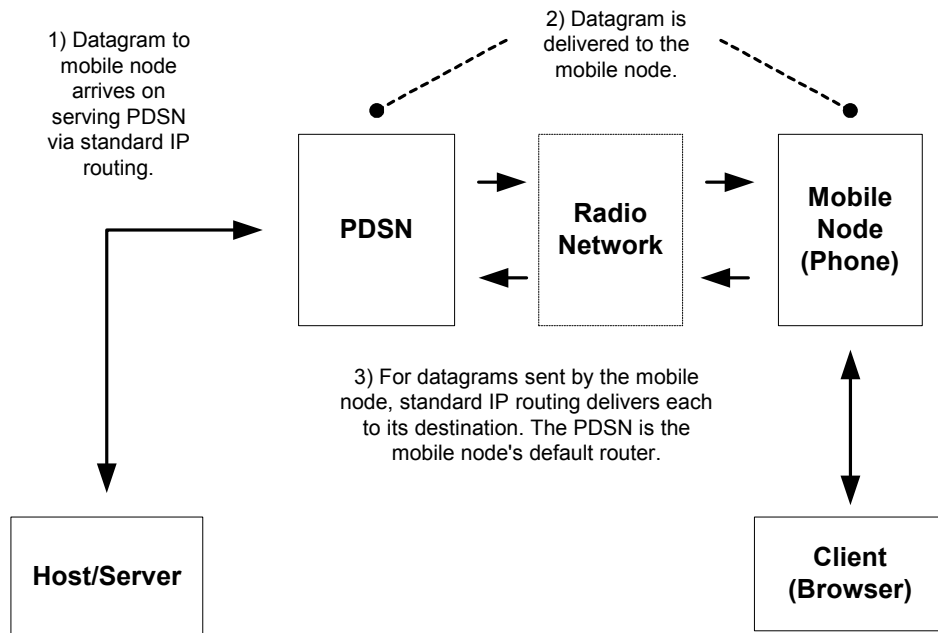 1) Datagram to
mobile node
arrives on
serving PDSN
via standard IP
routing.
2) Datagram is
delivered to the
mobile node.
PDSN
Radio
Network
Mobile
Node
(Phone)
3) For datagrams sent by the mobile
node, standard IP routing delivers each
to its destination. The PDSN is the
mobile node's default router.
Host/Server
Client
(Browser)